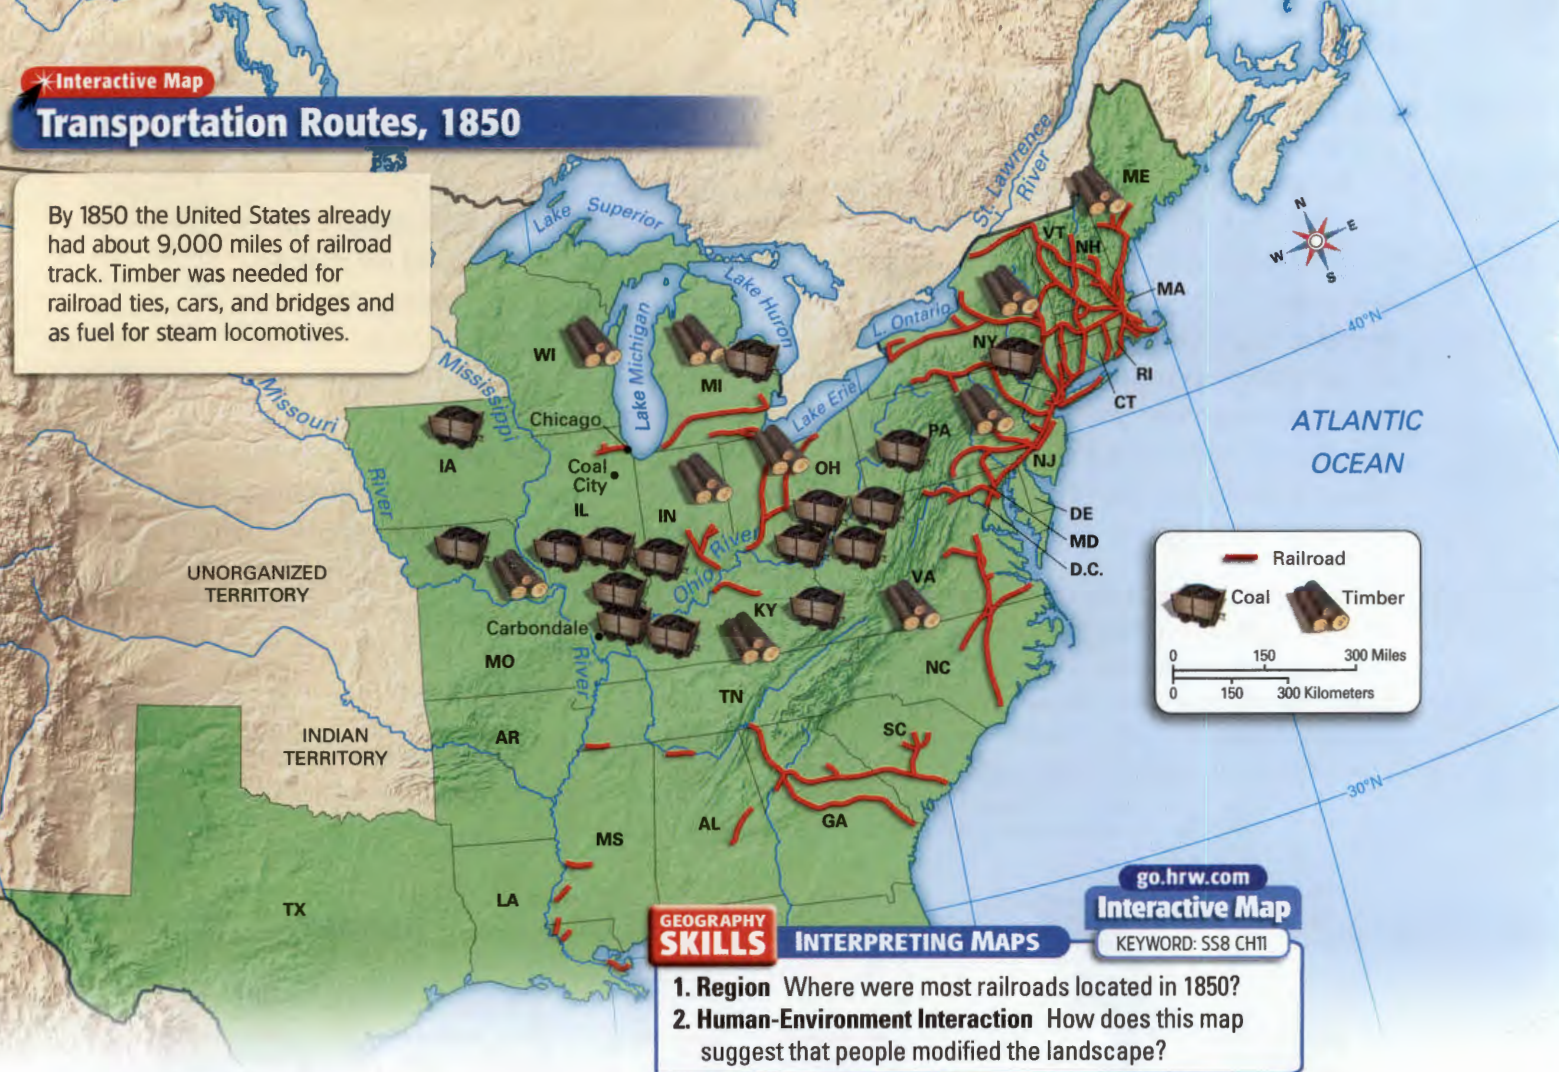 Interactive Map
Transportation Routes, 1850
By 1850 the United States already
had about 9,000 miles of railroad
track. Timber was needed for
railroad ties, cars, and bridges and
as fuel for steam locomotives.
St. Lawrence
River
ME
Lake Superior
VT
NH
N
E
W
S
Lake Huron
MA
L. Ontario
40°N
Lake Michigan
WI
NY
Mississippi
MI
RI
Missouri
Lake Erie
CT
Chicago
ATLANTIC
OCEAN
PA
IA
Coal
City
OH
NJ
River
IL
IN
DE
MD
D.C.
River
Ohio
UNORGANIZED
TERRITORY
VA
KY
Carbondale
River
MO
NC
TN
INDIAN
TERRITORY
AR
SC
30°N
MS
AL
GA
LA
TX
Railroad
Coal
Timber
0 150 300 Miles
0 150 300 Kilometers
go.hrw.com
Interactive Map
KEYWORD: SS8 CH11
GEOGRAPHY
SKILLS
INTERPRETING MAPS
1. Region Where were most railroads located in 1850?
2. Human-Environment Interaction How does this map
suggest that people modified the landscape?